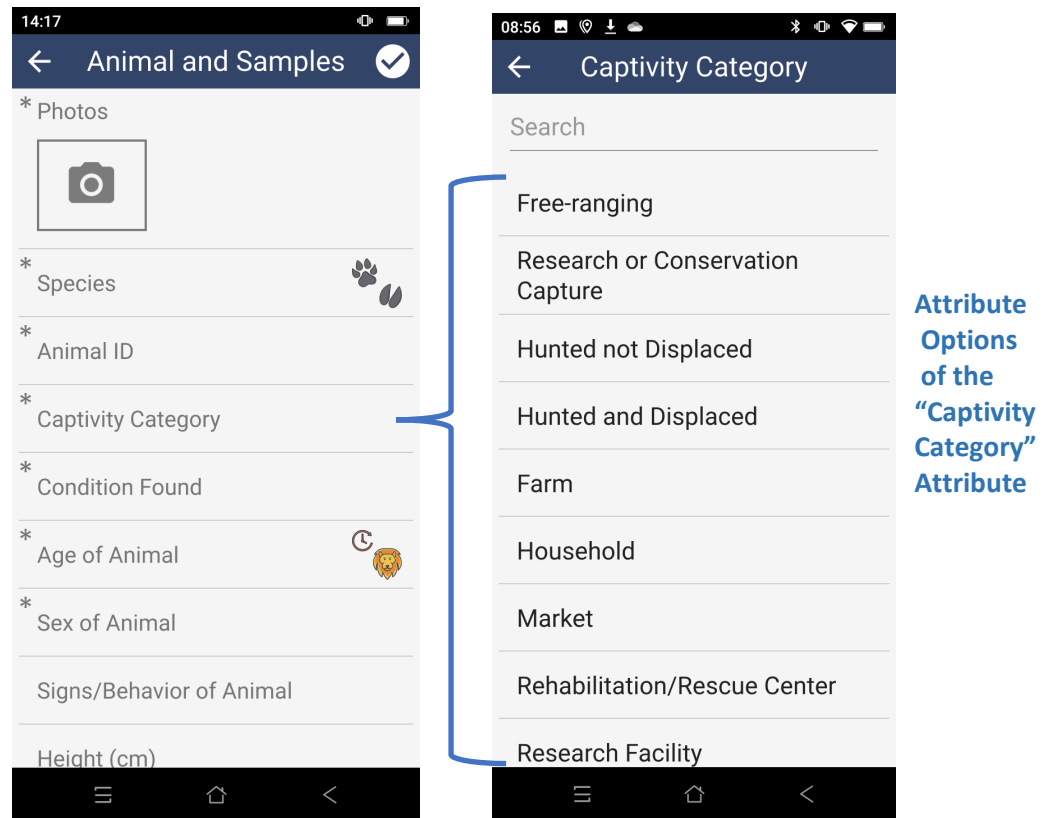 14:17
Animal and Samples
* Photos
* Species
* Animal ID
* Captivity Category
* Condition Found
* Age of Animal
* Sex of Animal
Signs/Behavior of Animal
Height (cm)
08:56
Captivity Category
Search
Free-ranging
Research or Conservation
Capture
Hunted not Displaced
Hunted and Displaced
Farm
Household
Market
Rehabilitation/Rescue Center
Research Facility
Attribute
Options
of the
“Captivity
Category”
Attribute